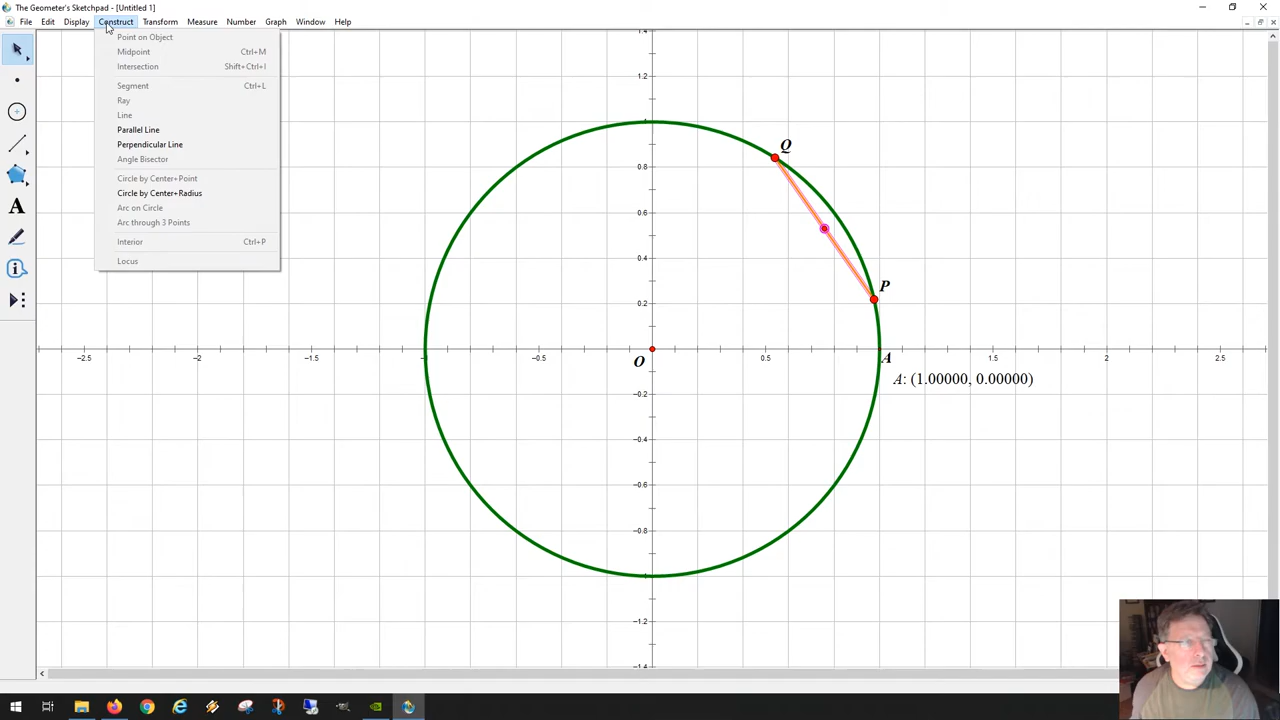 The Geometer's Sketchpad - [Untitled 1]
File Edit Display Construct Transform Measure Number Graph Window Help
Point on Object
Midpoint Ctrl+M
Intersection Shift+Ctrl+I
Segment Ctrl+L
Ray
Line
Parallel Line
Perpendicular Line
Angle Bisector
Circle by Center+Point
Circle by Center+Radius
Arc on Circle
Arc through 3 Points
Interior Ctrl+P
Locus
A
1.4
1.2
Q
0.8
0.6
0.4
P
0.2
-2.5 -2 -1.5 -0.5 O 0.5 A 1.5 2 2.5
A: (1.00000, 0.00000)
-0.2
-0.4
-0.6
-0.8
-1.2
-1.4